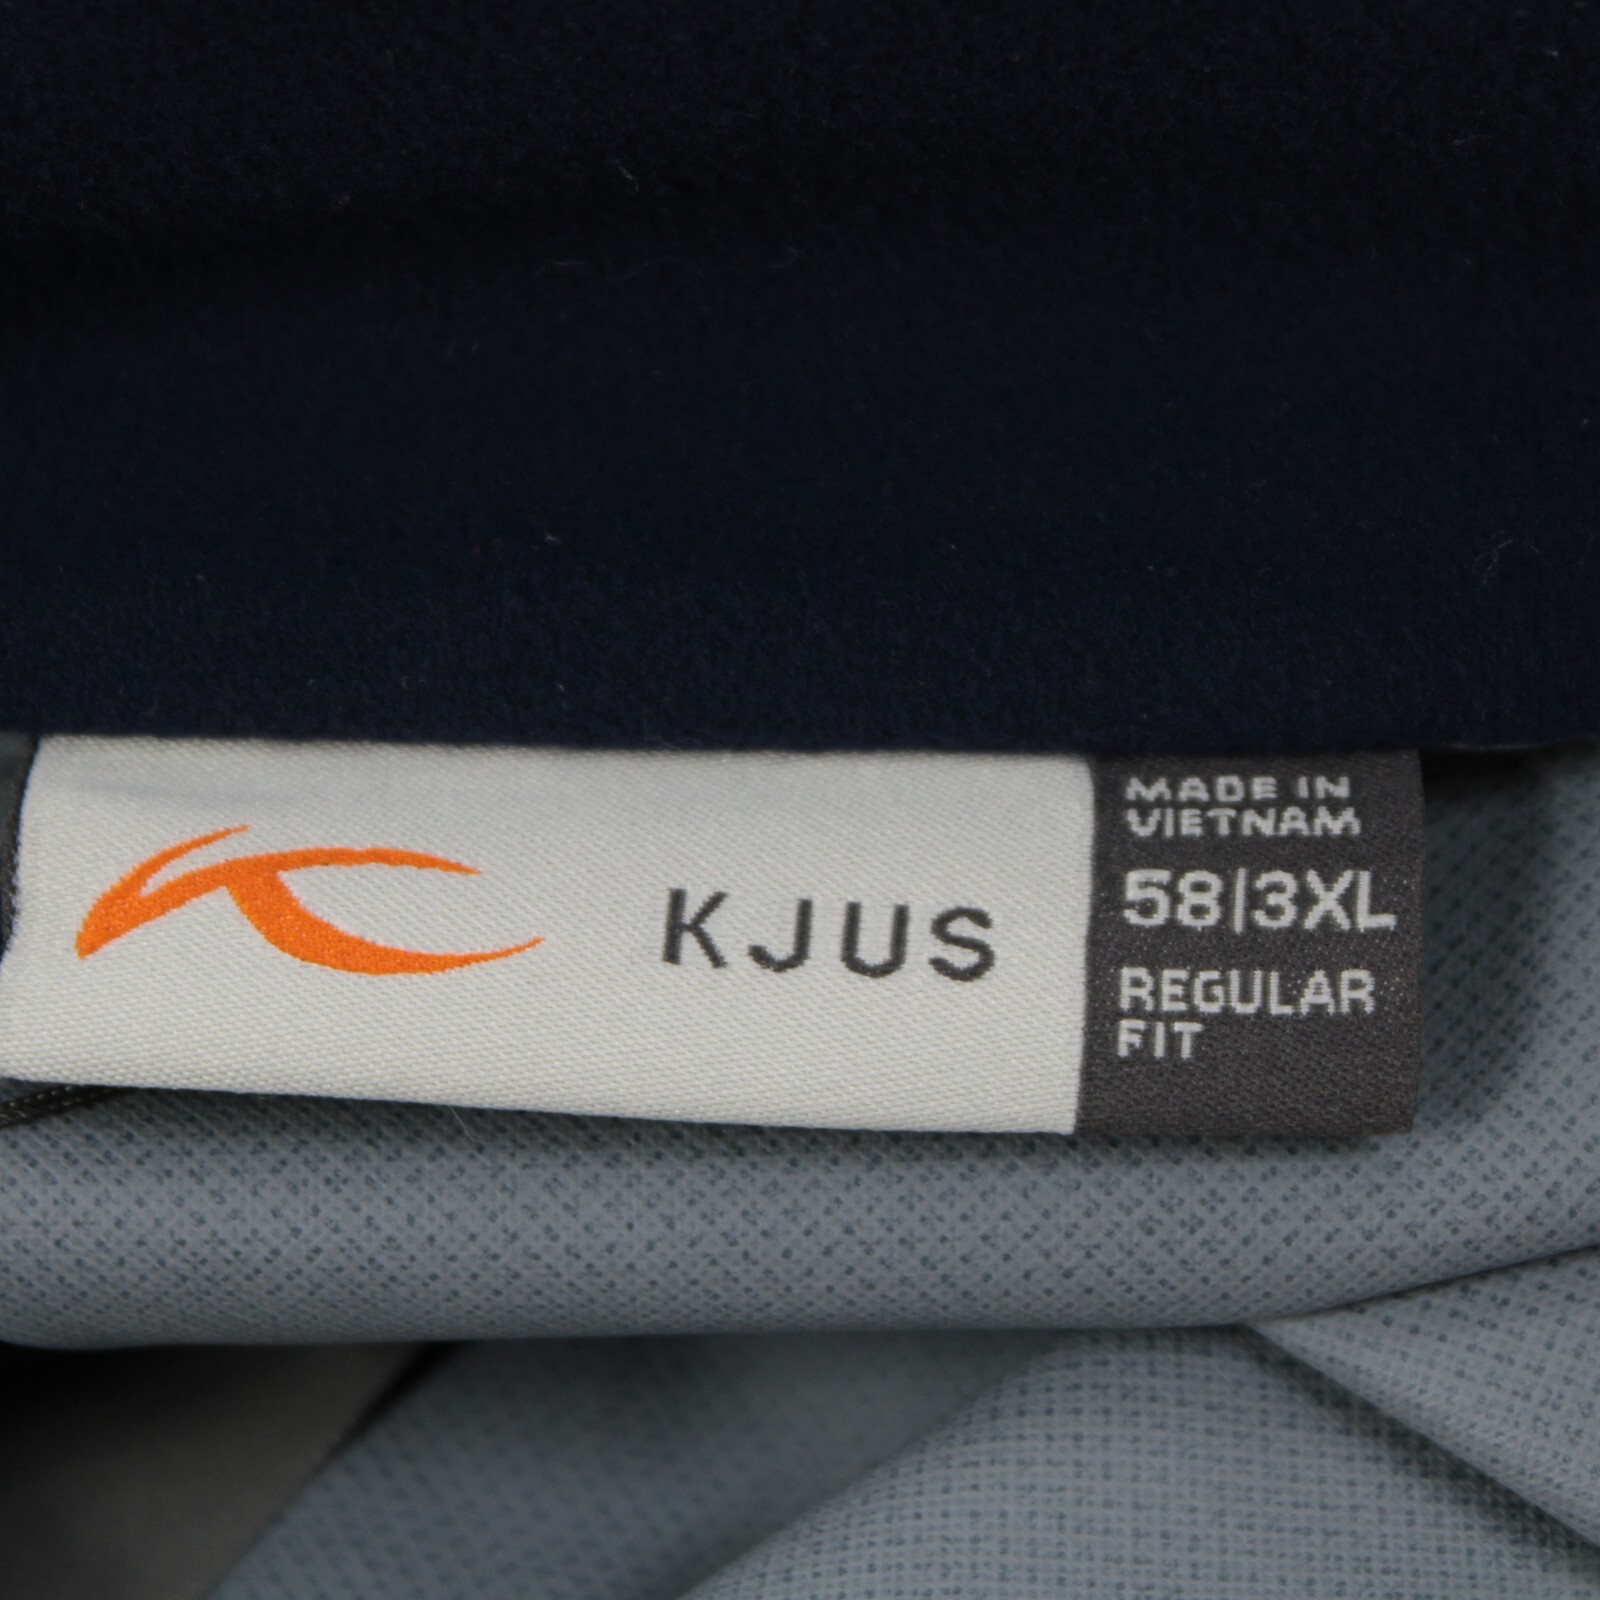 KJUS
MADE IN
VIETNAM
58|3XL
REGULAR
FIT